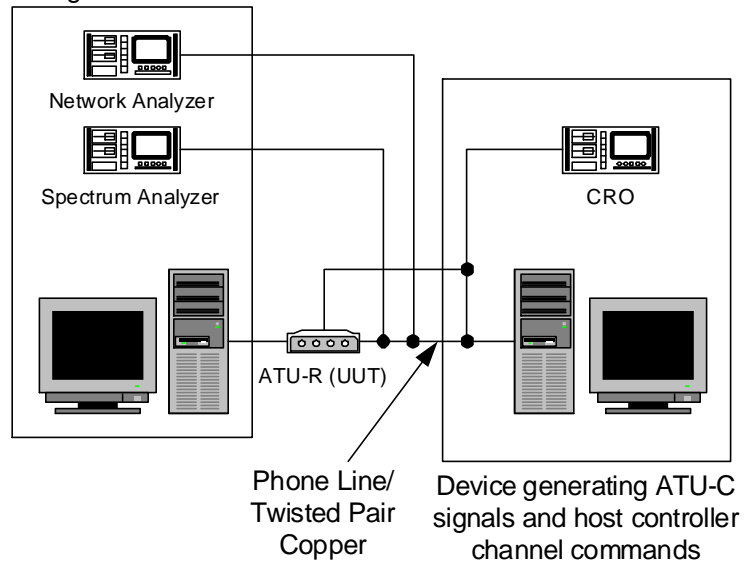 Network Analyzer
Spectrum Analyzer
CRO
ATU-R (UUT)
Phone Line/
Twisted Pair
Copper
Device generating ATU-C
signals and host controller
channel commands